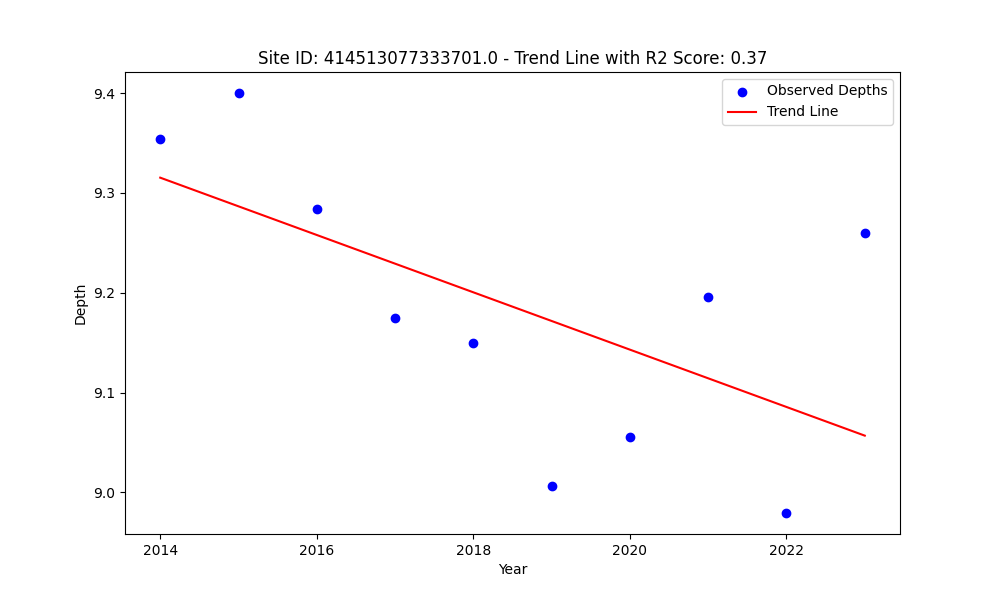 Site ID: 414513077333701.0 - Trend Line with R2 Score: 0.37
Observed Depths
Trend Line
9.4
9.3
9.2
9.1
9.0
Depth
2014
2016
2018
2020
2022
Year